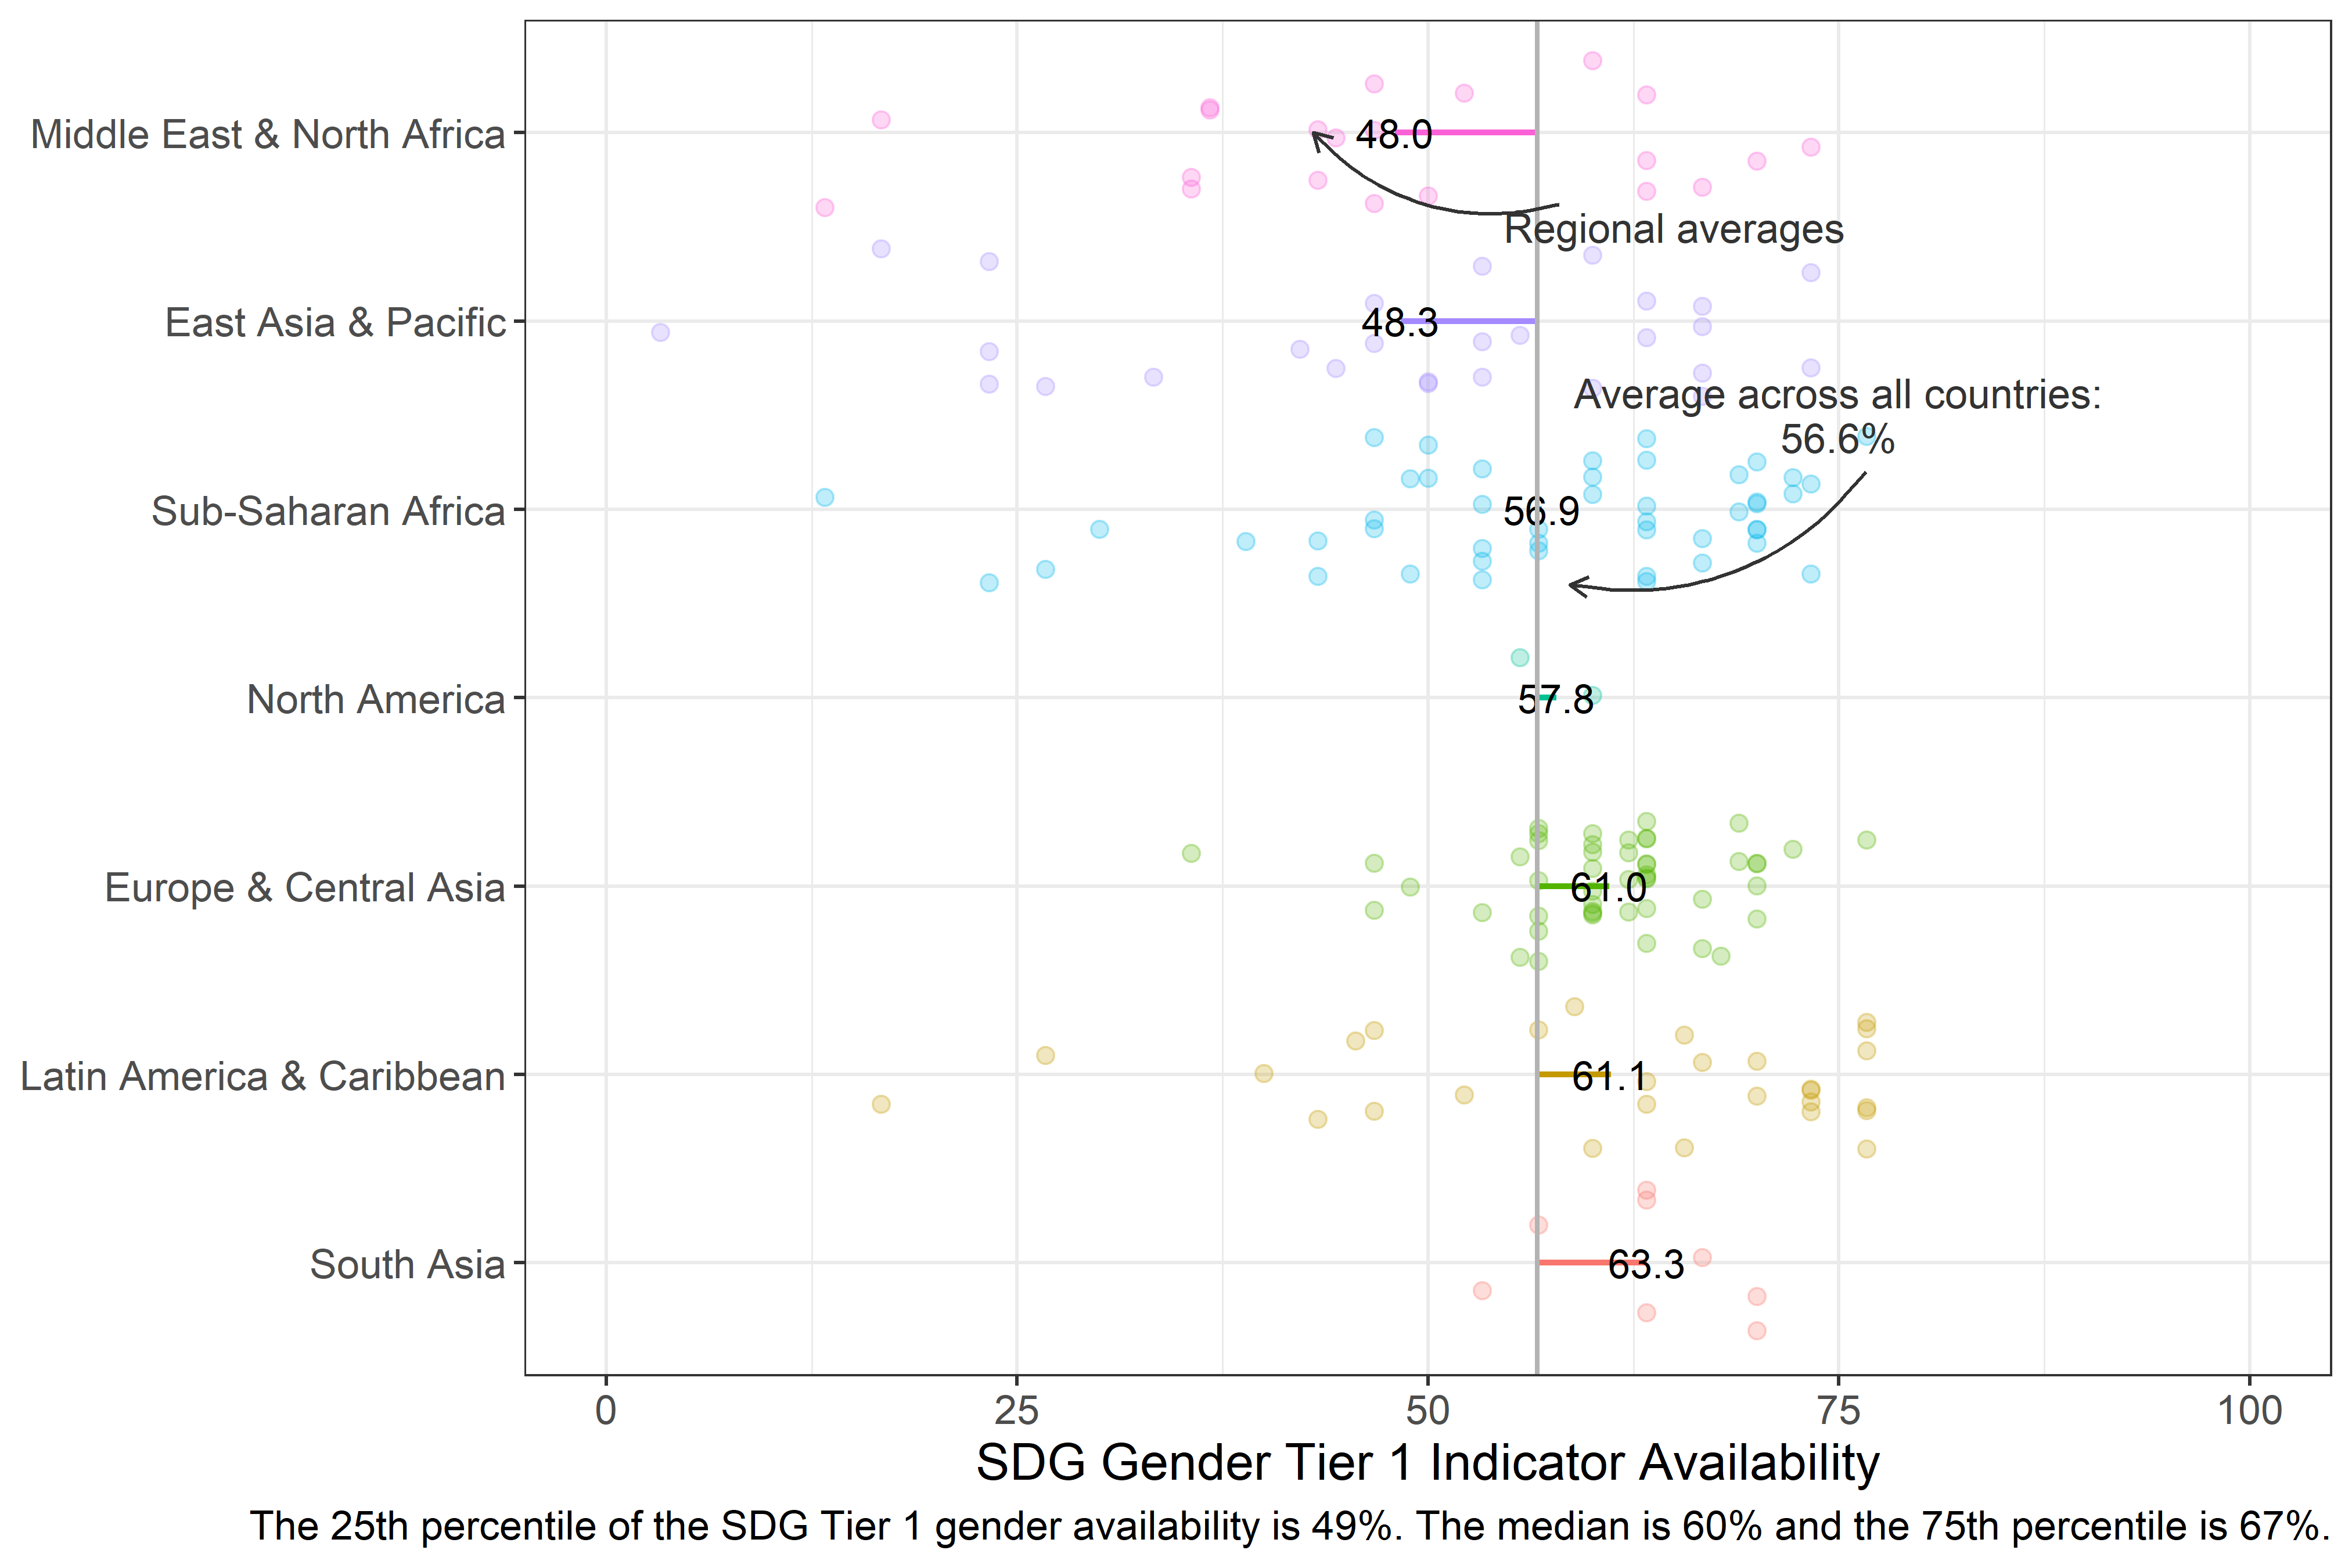 Middle East & North Africa
48.0
Regional averages
East Asia & Pacific
48.3
Average across all countries:
56.6%
Sub-Saharan Africa
56.9
North America
57.8
Europe & Central Asia
61.0
Latin America & Caribbean
61.1
South Asia
63.3
0 25 50 75 100
SDG Gender Tier 1 Indicator Availability
The 25th percentile of the SDG Tier 1 gender availability is 49%. The median is 60% and the 75th percentile is 67%.